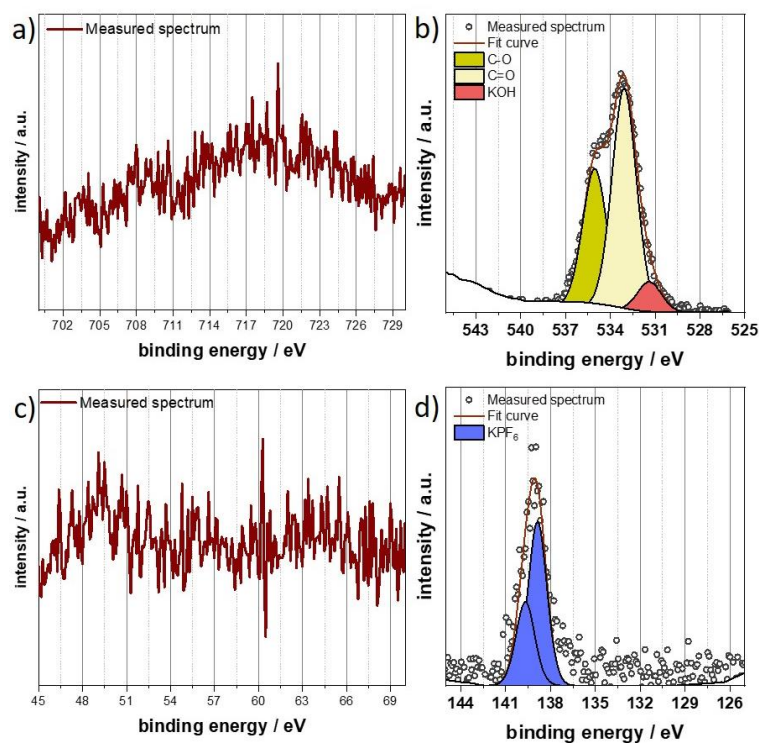 a)
Measured spectrum
intensity / a.u.
702 705 708 711 714 717 720 723 726 729
binding energy / eV
b)
Measured spectrum
Fit curve
C-O
C=O
KOH
intensity / a.u.
543 540 537 534 531 528 525
binding energy / eV
c)
Measured spectrum
intensity / a.u.
45 48 51 54 57 60 63 66 69
binding energy / eV
d)
Measured spectrum
Fit curve
KPF₆
intensity / a.u.
144 141 138 135 132 129 126
binding energy / eV